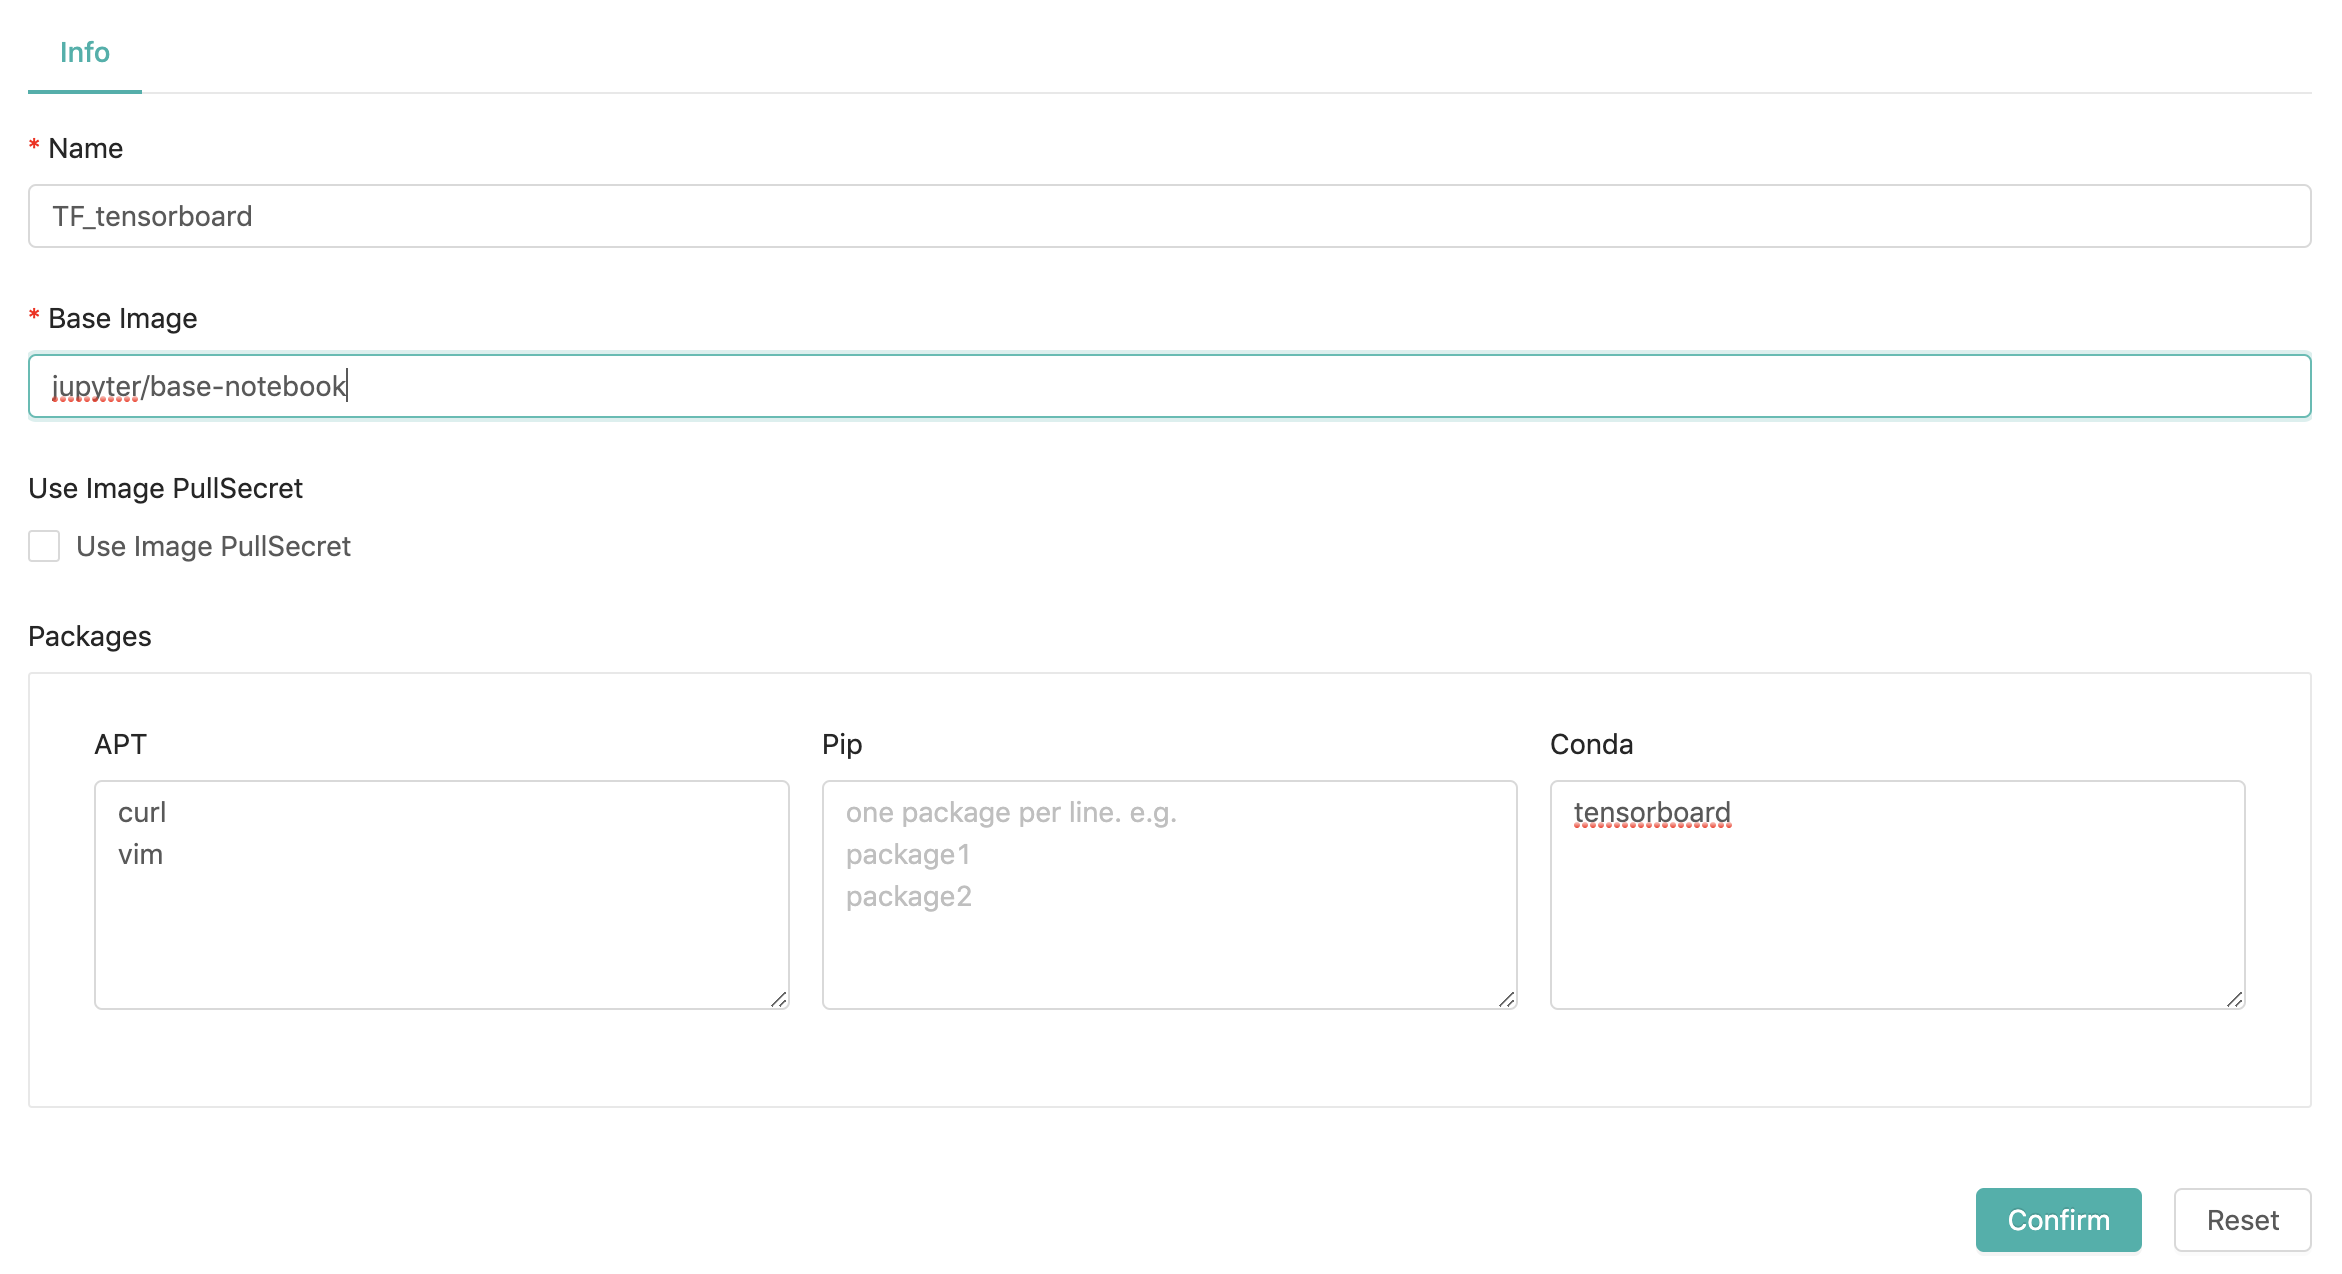 Info
* Name
TF_tensorboard
* Base Image
jupyter/base-notebook
Use Image PullSecret
Use Image PullSecret
Packages
APT
curl
vim
Pip
one package per line. e.g.
package1
package2
Conda
tensorboard
Confirm
Reset